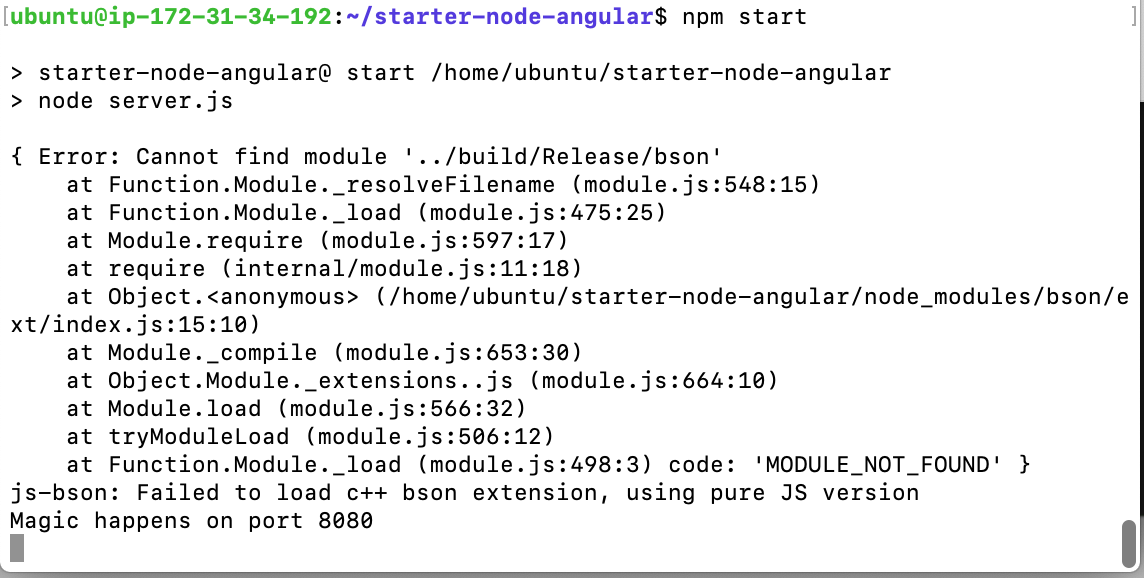 [ubuntu@ip-172-31-34-192:~/starter-node-angular$ npm start ]
> starter-node-angular@ start /home/ubuntu/starter-node-angular
> node server.js
{ Error: Cannot find module '../build/Release/bson'
    at Function.Module._resolveFilename (module.js:548:15)
    at Function.Module._load (module.js:475:25)
    at Module.require (module.js:597:17)
    at require (internal/module.js:11:18)
    at Object.<anonymous> (/home/ubuntu/starter-node-angular/node_modules/bson/e
xt/index.js:15:10)
    at Module._compile (module.js:653:30)
    at Object.Module._extensions..js (module.js:664:10)
    at Module.load (module.js:566:32)
    at tryModuleLoad (module.js:506:12)
    at Function.Module._load (module.js:498:3) code: 'MODULE_NOT_FOUND' }
js-bson: Failed to load c++ bson extension, using pure JS version
Magic happens on port 8080